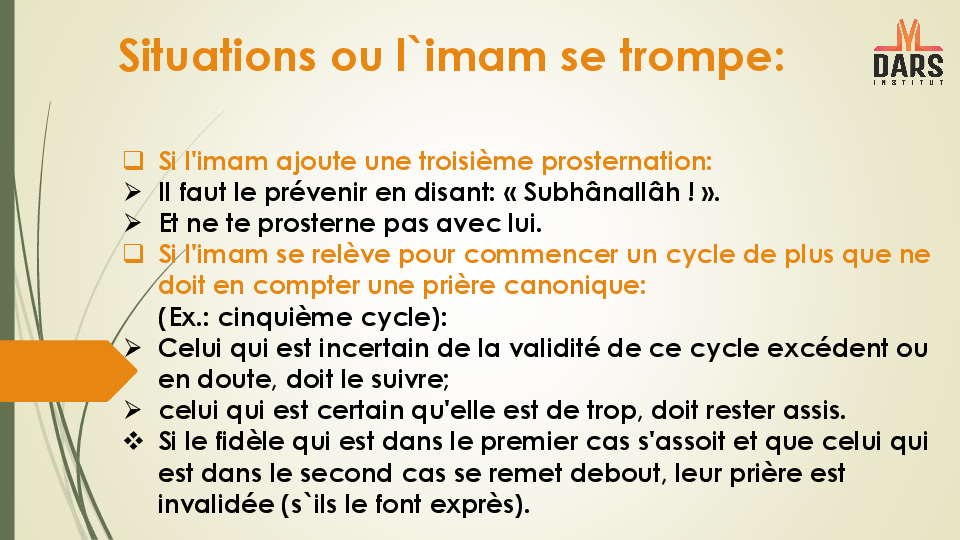 Situations ou l`imam se trompe:
DARS
INSTITUT
Si l'imam ajoute une troisième prosternation:
Il faut le prévenir en disant: « Subhânallâh ! ».
Et ne te prosterne pas avec lui.
Si l'imam se relève pour commencer un cycle de plus que ne
doit en compter une prière canonique:
(Ex.: cinquième cycle):
Celui qui est incertain de la validité de ce cycle excédent ou
en doute, doit le suivre;
celui qui est certain qu'elle est de trop, doit rester assis.
Si le fidèle qui est dans le premier cas s'assoit et que celui qui
est dans le second cas se remet debout, leur prière est
invalidée (s`ils le font exprès).